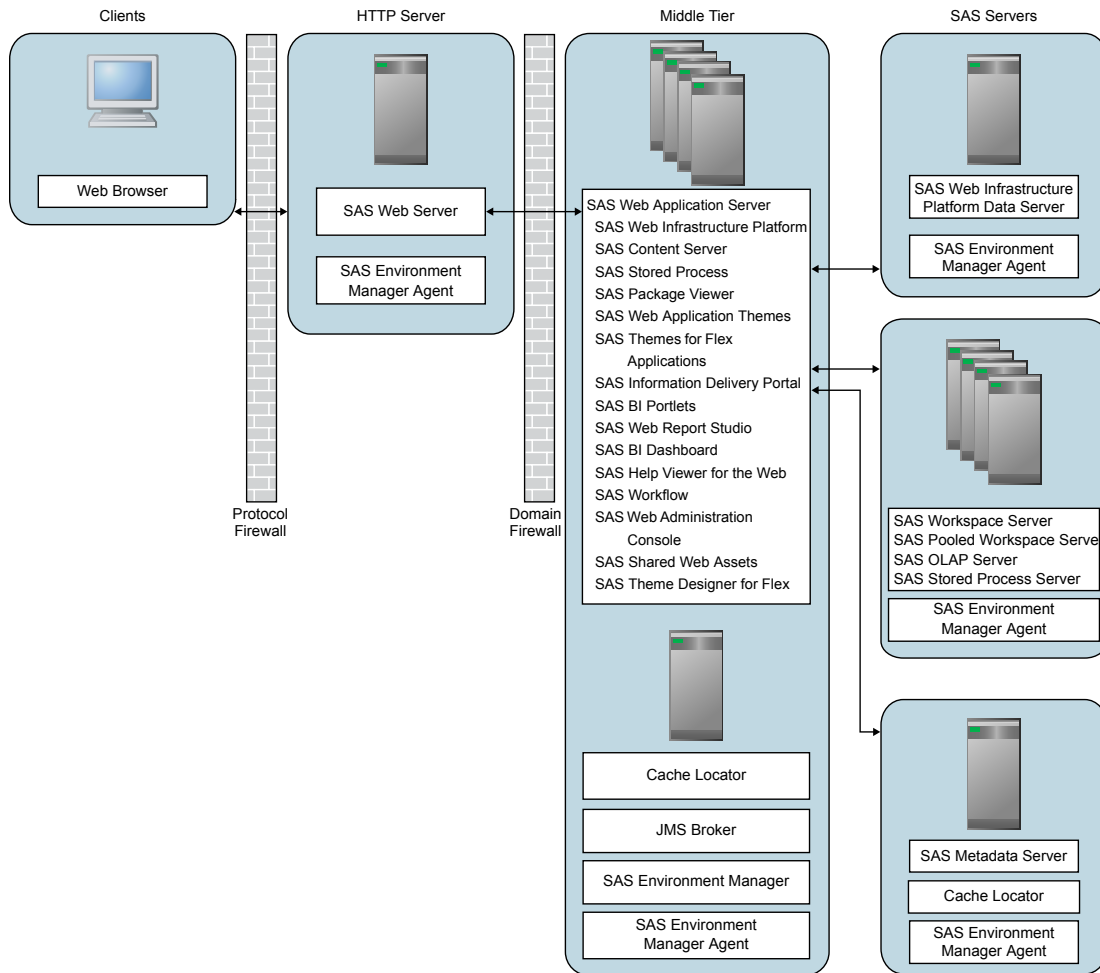 Clients
HTTP Server
Middle Tier
SAS Servers
Web Browser
Protocol
Firewall
SAS Web Server
SAS Environment
Manager Agent
Domain
Firewall
SAS Web Application Server
SAS Web Infrastructure Platform
SAS Content Server
SAS Stored Process
SAS Package Viewer
SAS Web Application Themes
SAS Themes for Flex
Applications
SAS Information Delivery Portal
SAS BI Portlets
SAS Web Report Studio
SAS BI Dashboard
SAS Help Viewer for the Web
SAS Workflow
SAS Web Administration
Console
SAS Shared Web Assets
SAS Theme Designer for Flex
Cache Locator
JMS Broker
SAS Environment Manager
SAS Environment
Manager Agent
SAS Web Infrastructure
Platform Data Server
SAS Environment
Manager Agent
SAS Workspace Server
SAS Pooled Workspace Serve
SAS OLAP Server
SAS Stored Process Server
SAS Environment
Manager Agent
SAS Metadata Server
Cache Locator
SAS Environment
Manager Agent